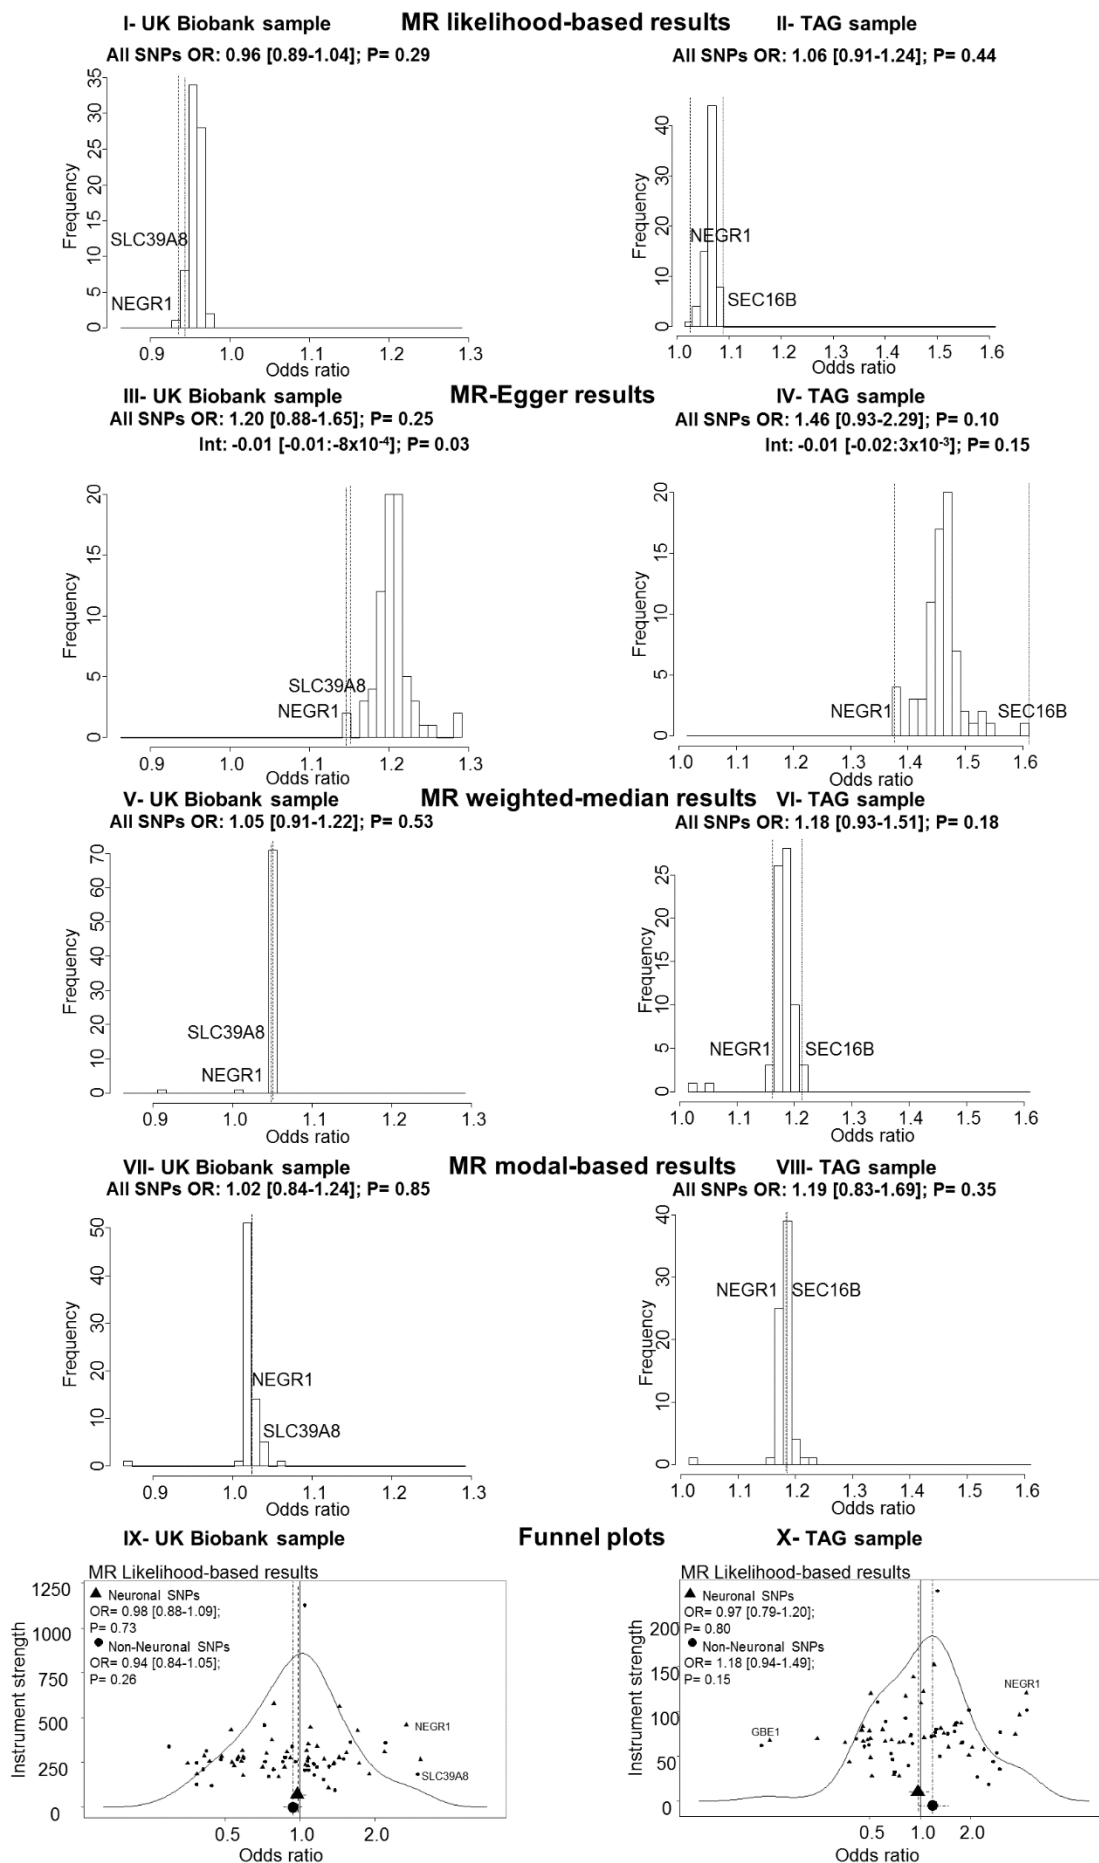 I- UK Biobank sample MR likelihood-based results II- TAG sample
All SNPs OR: 0.96 [0.89-1.04]; P= 0.29
All SNPs OR: 1.06 [0.91-1.24]; P= 0.44
Frequency
35
30
25
20
15
10
5
0
SLC39A8
NEGR1
0.9 1.0 1.1 1.2 1.3
Odds ratio
Frequency
40
30
20
10
0
NEGR1
SEC16B
1.0 1.1 1.2 1.3 1.4 1.5 1.6
Odds ratio
III- UK Biobank sample MR-Egger results IV- TAG sample
All SNPs OR: 1.20 [0.88-1.65]; P= 0.25
Int: -0.01 [-0.01:-8x10⁻⁴]; P= 0.03
All SNPs OR: 1.46 [0.93-2.29]; P= 0.10
Int: -0.01 [-0.02:3x10⁻³]; P= 0.15
Frequency
20
15
10
5
0
SLC39A8
NEGR1
0.9 1.0 1.1 1.2 1.3
Odds ratio
Frequency
20
15
10
5
0
NEGR1
SEC16B
1.0 1.1 1.2 1.3 1.4 1.5 1.6
Odds ratio
V- UK Biobank sample MR weighted-median results VI- TAG sample
All SNPs OR: 1.05 [0.91-1.22]; P= 0.53
All SNPs OR: 1.18 [0.93-1.51]; P= 0.18
Frequency
70
60
50
40
30
20
10
0
SLC39A8
NEGR1
0.9 1.0 1.1 1.2 1.3
Odds ratio
Frequency
25
20
15
10
5
0
NEGR1
SEC16B
1.0 1.1 1.2 1.3 1.4 1.5 1.6
Odds ratio
VII- UK Biobank sample MR modal-based results VIII- TAG sample
All SNPs OR: 1.02 [0.84-1.24]; P= 0.85
All SNPs OR: 1.19 [0.83-1.69]; P= 0.35
Frequency
50
40
30
20
10
0
NEGR1
SLC39A8
0.9 1.0 1.1 1.2 1.3
Odds ratio
Frequency
40
30
20
10
0
NEGR1
SEC16B
1.0 1.1 1.2 1.3 1.4 1.5 1.6
Odds ratio
IX- UK Biobank sample Funnel plots X- TAG sample
MR Likelihood-based results
Neuronal SNPs
OR= 0.98 [0.88-1.09];
P= 0.73
Non-Neuronal SNPs
OR= 0.94 [0.84-1.05];
P= 0.26
Instrument strength
1250
1000
750
500
250
0
NEGR1
SLC39A8
0.5 1.0 2.0
Odds ratio
MR Likelihood-based results
Neuronal SNPs
OR= 0.97 [0.79-1.20];
P= 0.80
Non-Neuronal SNPs
OR= 1.18 [0.94-1.49];
P= 0.15
Instrument strength
200
150
100
50
0
GBE1
NEGR1
0.5 1.0 2.0
Odds ratio